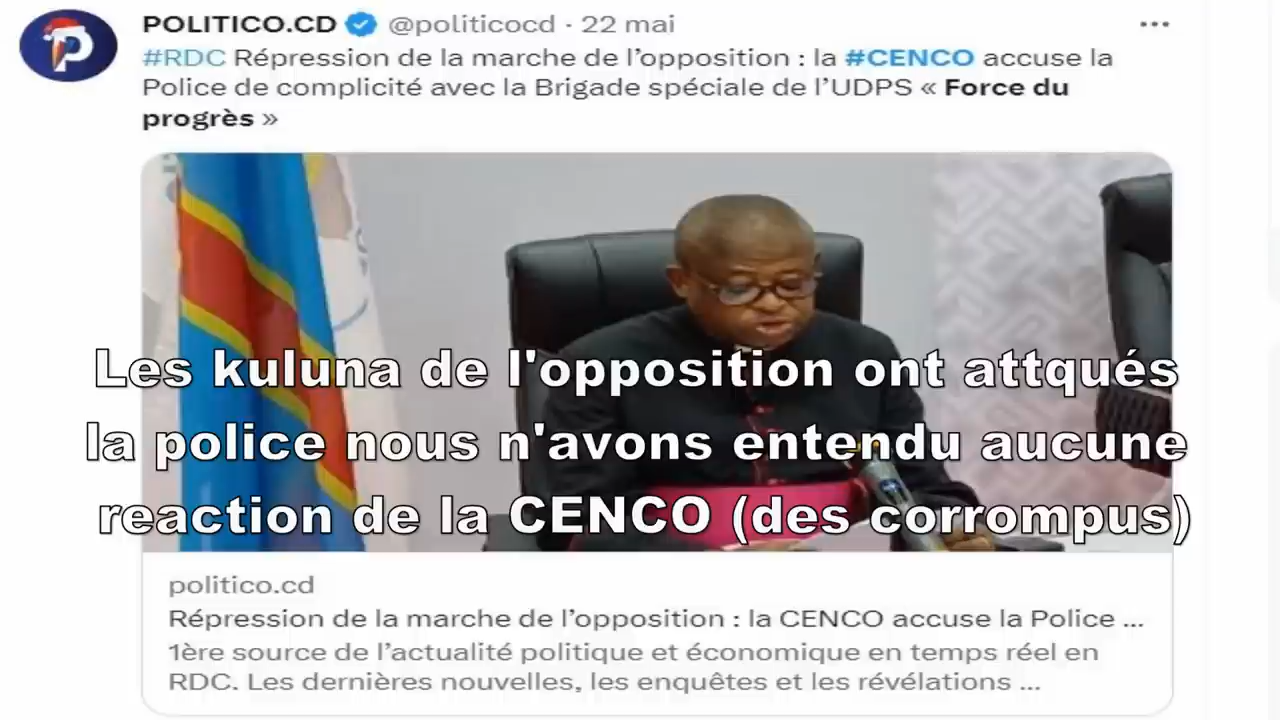 POLITICO.CD @politicocd · 22 mai
#RDC Répression de la marche de l'opposition : la #CENCO accuse la
Police de complicité avec la Brigade spéciale de l'UDPS « Force du
progrès »
Les kuluna de l'opposition ont attqués
la police nous n'avons entendu aucune
reaction de la CENCO (des corrompus)
politico.cd
Répression de la marche de l'opposition : la CENCO accuse la Police ...
1ère source de l'actualité politique et économique en temps réel en
RDC. Les dernières nouvelles, les enquêtes et les révélations ...